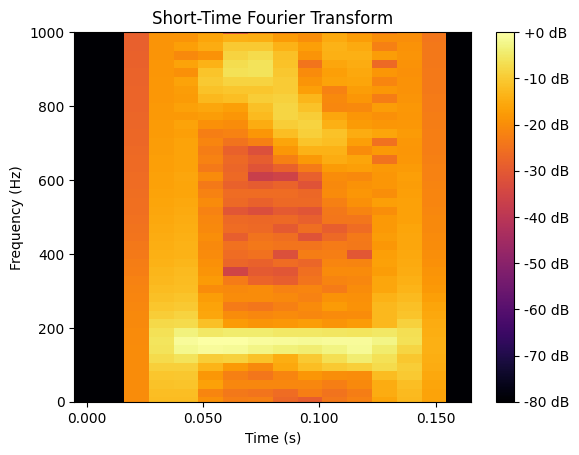 Short-Time Fourier Transform
1000
800
600
400
200
0
Frequency (Hz)
0.000
0.050
0.100
0.150
Time (s)
+0 dB
-10 dB
-20 dB
-30 dB
-40 dB
-50 dB
-60 dB
-70 dB
-80 dB